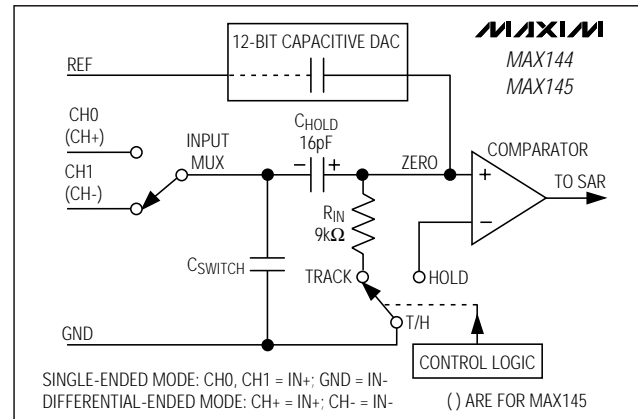 12-BIT CAPACITIVE DAC
MAXIM
MAX144
MAX145
REF
CH0
(CH+)
CH1
(CH-)
INPUT
MUX
CHOLD
16pF
− +
ZERO
COMPARATOR
+
−
TO SAR
RIN
9kΩ
CSWITCH
TRACK
HOLD
T/H
GND
CONTROL LOGIC
SINGLE-ENDED MODE: CH0, CH1 = IN+; GND = IN-
DIFFERENTIAL-ENDED MODE: CH+ = IN+; CH- = IN-
( ) ARE FOR MAX145